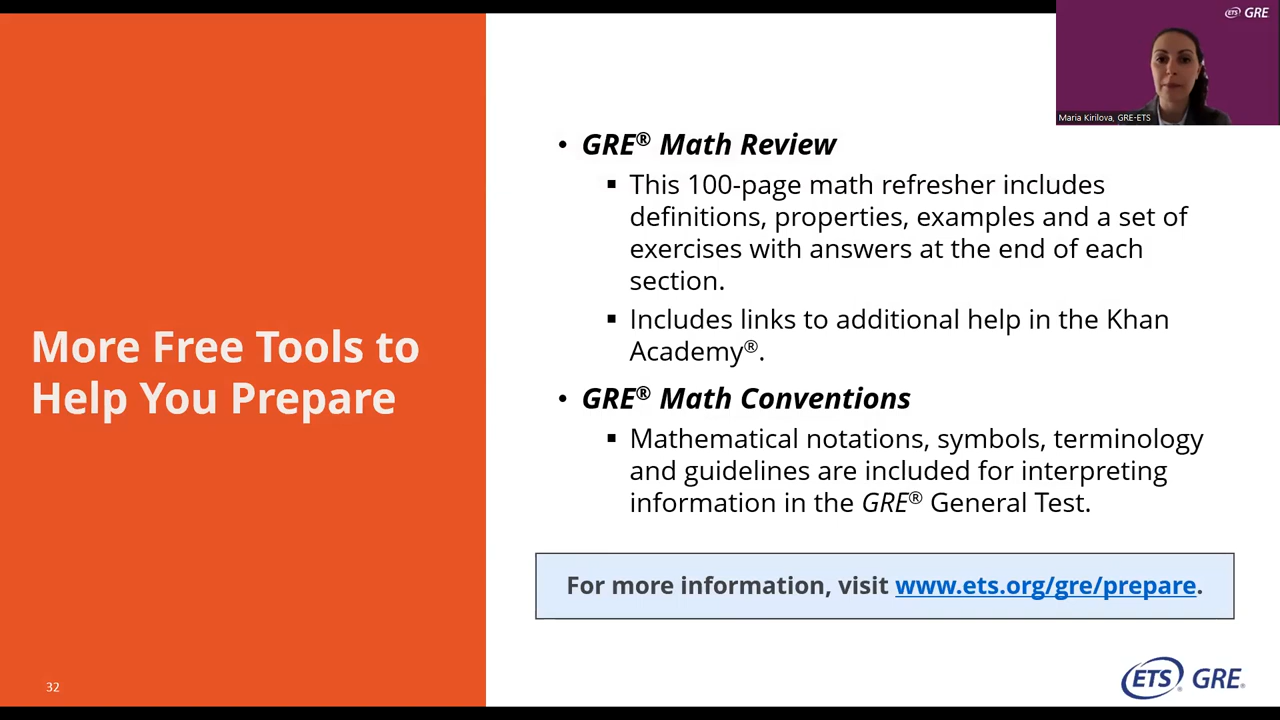 ETS GRE
Maria Kirilova, GRE-ETS
More Free Tools to
Help You Prepare
• GRE® Math Review
▪ This 100-page math refresher includes
definitions, properties, examples and a set of
exercises with answers at the end of each
section.
▪ Includes links to additional help in the Khan
Academy®.
• GRE® Math Conventions
▪ Mathematical notations, symbols, terminology
and guidelines are included for interpreting
information in the GRE® General Test.
For more information, visit www.ets.org/gre/prepare.
32
ETS® GRE®